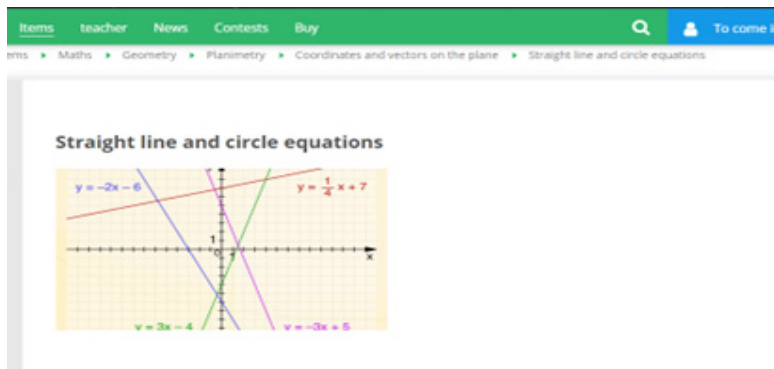 Items teacher News Contests Buy To come i
ems Maths Geometry Planimetry Coordinates and vectors on the plane Straight line and circle equations
Straight line and circle equations
y = -2x - 6
y = 1/4 x + 7
1
0 1 x
y = 3x - 4
y = -3x + 5